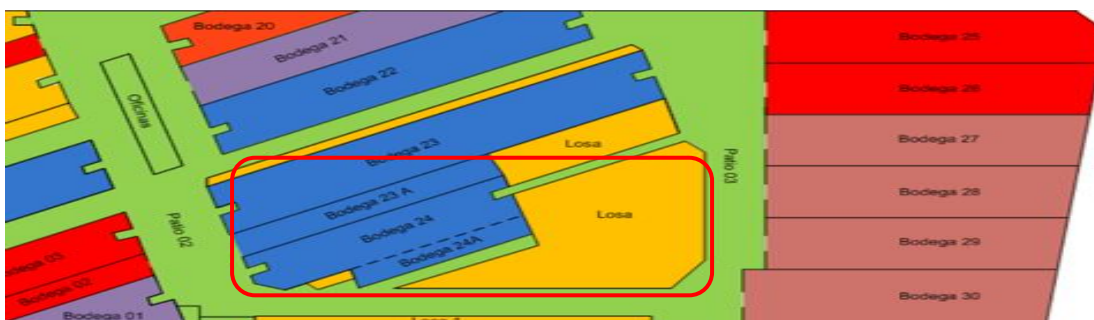 Bodega 20
Bodega 21
Bodega 22
Bodega 25
Bodega 26
Oficinas
Bodega 23
Losa
Bodega 27
Patio 03
Bodega 23 A
Bodega 28
Bodega 24
Losa
Patio 02
Bodega 24A
Bodega 29
Bodega 03
Bodega 02
Bodega 30
Bodega 01